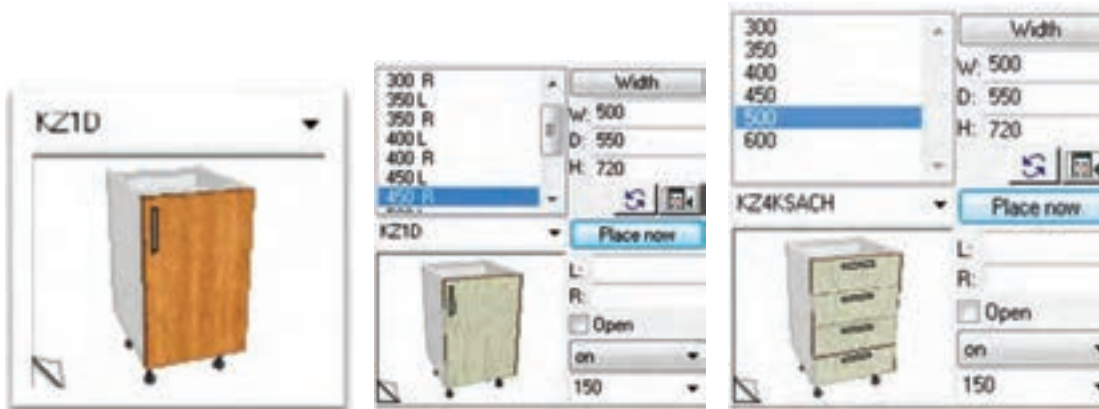 KZ1D
300 R
350 L
350 R
400 L
400 R
450 L
450 R
Width
W: 500
D: 550
H: 720
KZ1D
Place now
L:
R:
Open
on
150
300
350
400
450
500
600
Width
W: 500
D: 550
H: 720
KZ4KSACH
Place now
L:
R:
Open
on
150